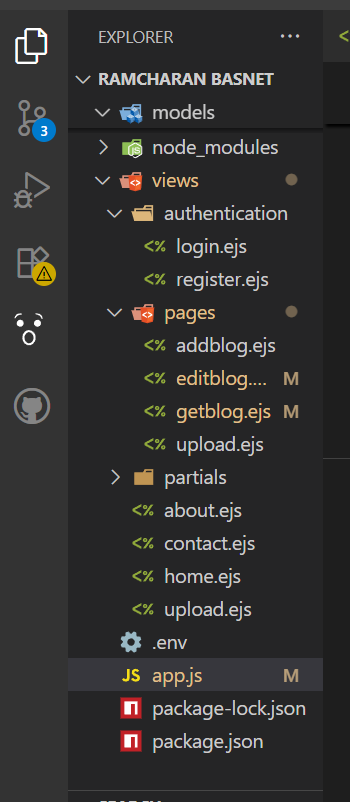 EXPLORER
RAMCHARAN BASNET
models
node_modules
views
authentication
<% login.ejs
<% register.ejs
pages
<% addblog.ejs
<% editblog.... M
<% getblog.ejs M
<% upload.ejs
partials
<% about.ejs
<% contact.ejs
<% home.ejs
<% upload.ejs
.env
JS app.js M
package-lock.json
package.json
3